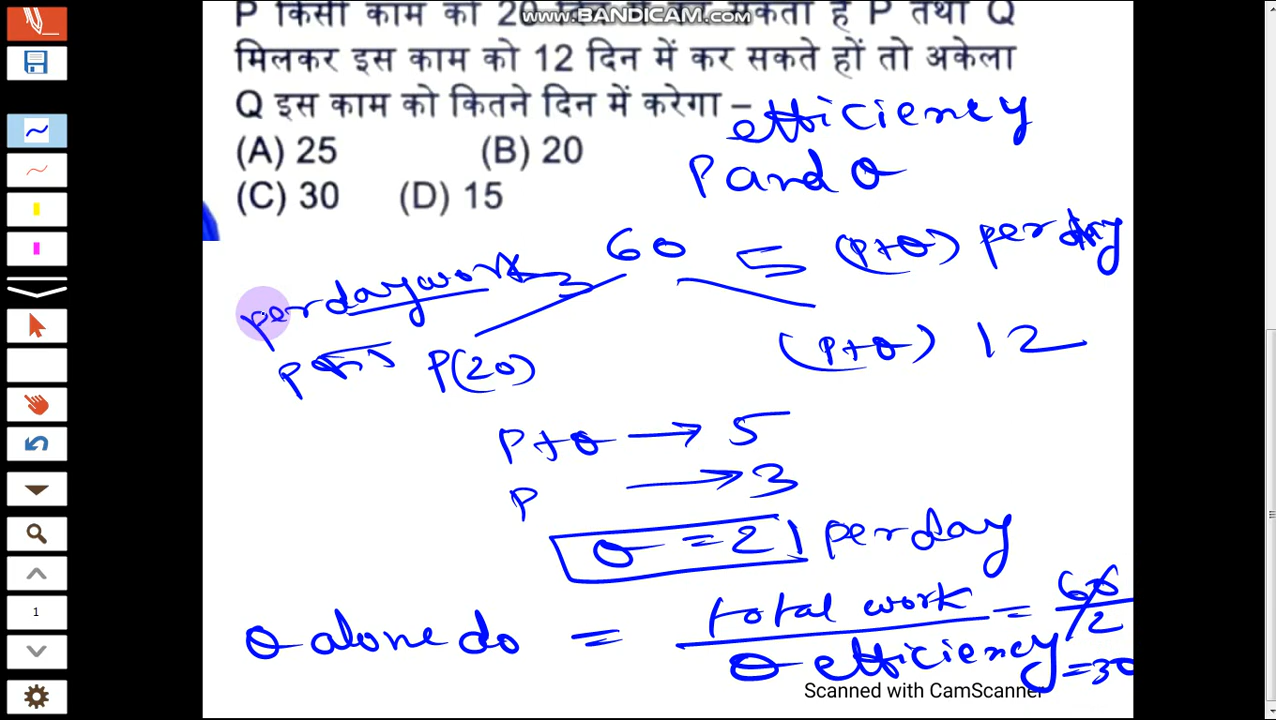 P किसी काम को 20 दिन में कर सकता है P तथा Q
www.BANDICAM.com
मिलकर इस काम को 12 दिन में कर सकते हों तो अकेला
Q इस काम को कितने दिन में करेगा –
efficiency
(A) 25 (B) 20
P and Q
(C) 30 (D) 15
60 = (P+Q) per day
per day work 3
P(20) (P+Q) 12
P+Q → 5
P → 3
Q = 2 | per day
Q alone do = total work / Q efficiency = 60/2
= 30
Scanned with CamScanner
1